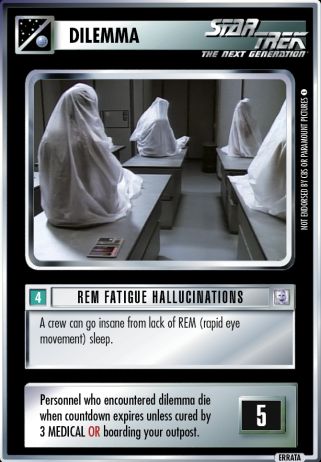 DILEMMA
STAR TREK
THE NEXT GENERATION®
NOT ENDORSED BY CBS OR PARAMOUNT PICTURES
4
REM FATIGUE HALLUCINATIONS
A crew can go insane from lack of REM (rapid eye
movement) sleep.
Personnel who encountered dilemma die
when countdown expires unless cured by
3 MEDICAL OR boarding your outpost.
5
ERRATA